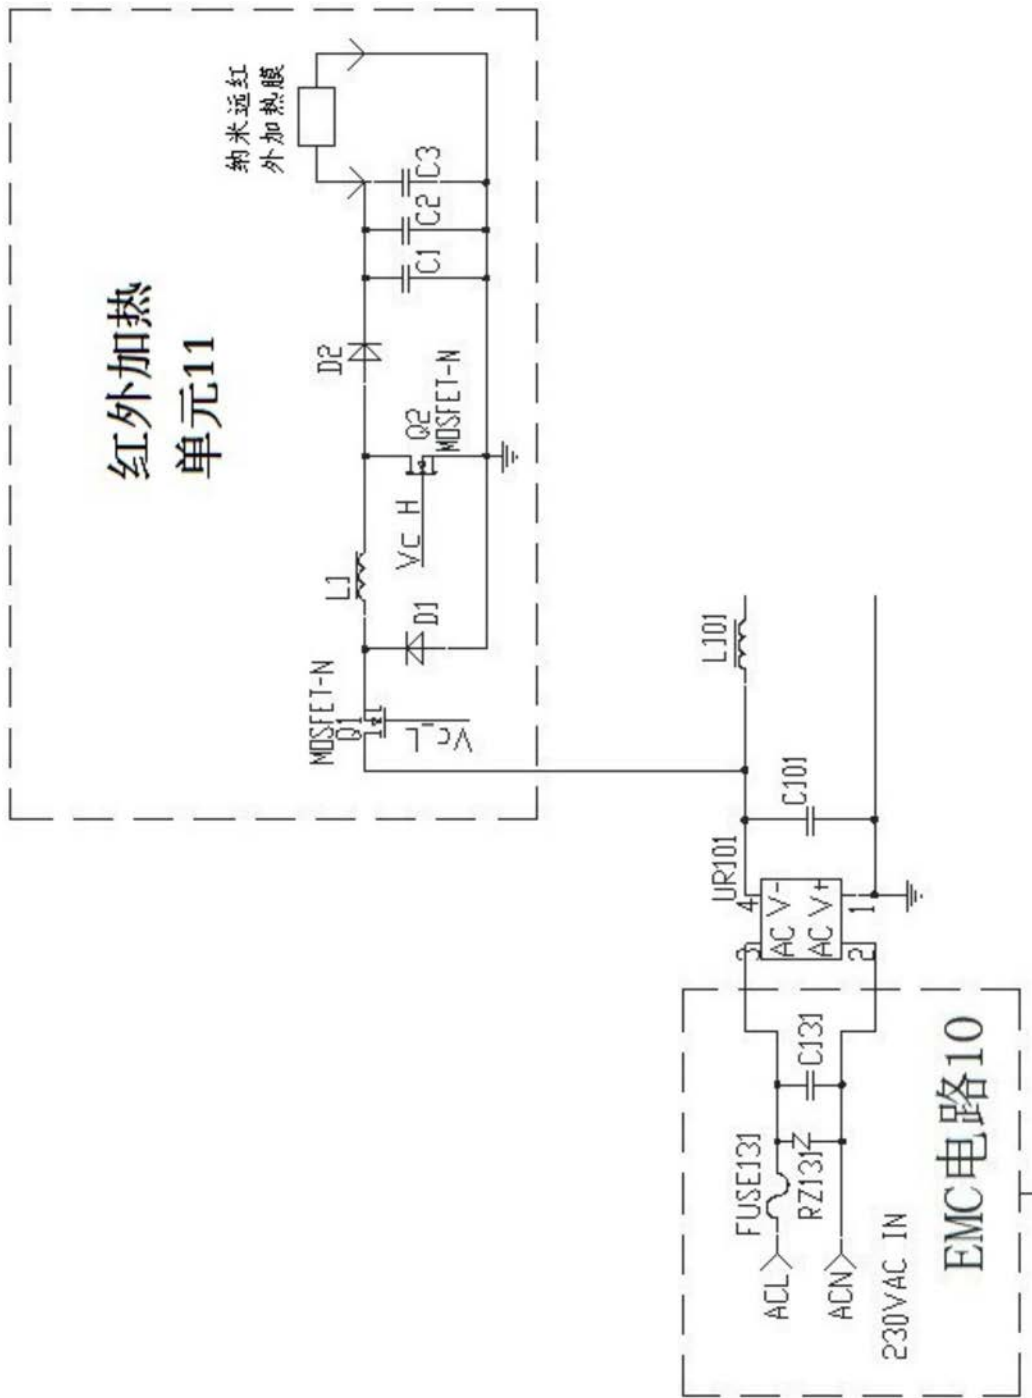 红外加热
单元11
纳米远红
外加热膜
MOSFET-N
Q1
Vc_L
D1
L1
VC H
Q2
MOSFET-N
D2
C1
C2
C3
EMC电路10
230VAC IN
ACL
ACN
FUSE131
RZ131
C131
UR101
3
4
AC V-
AC V+
2
1
C101
L101